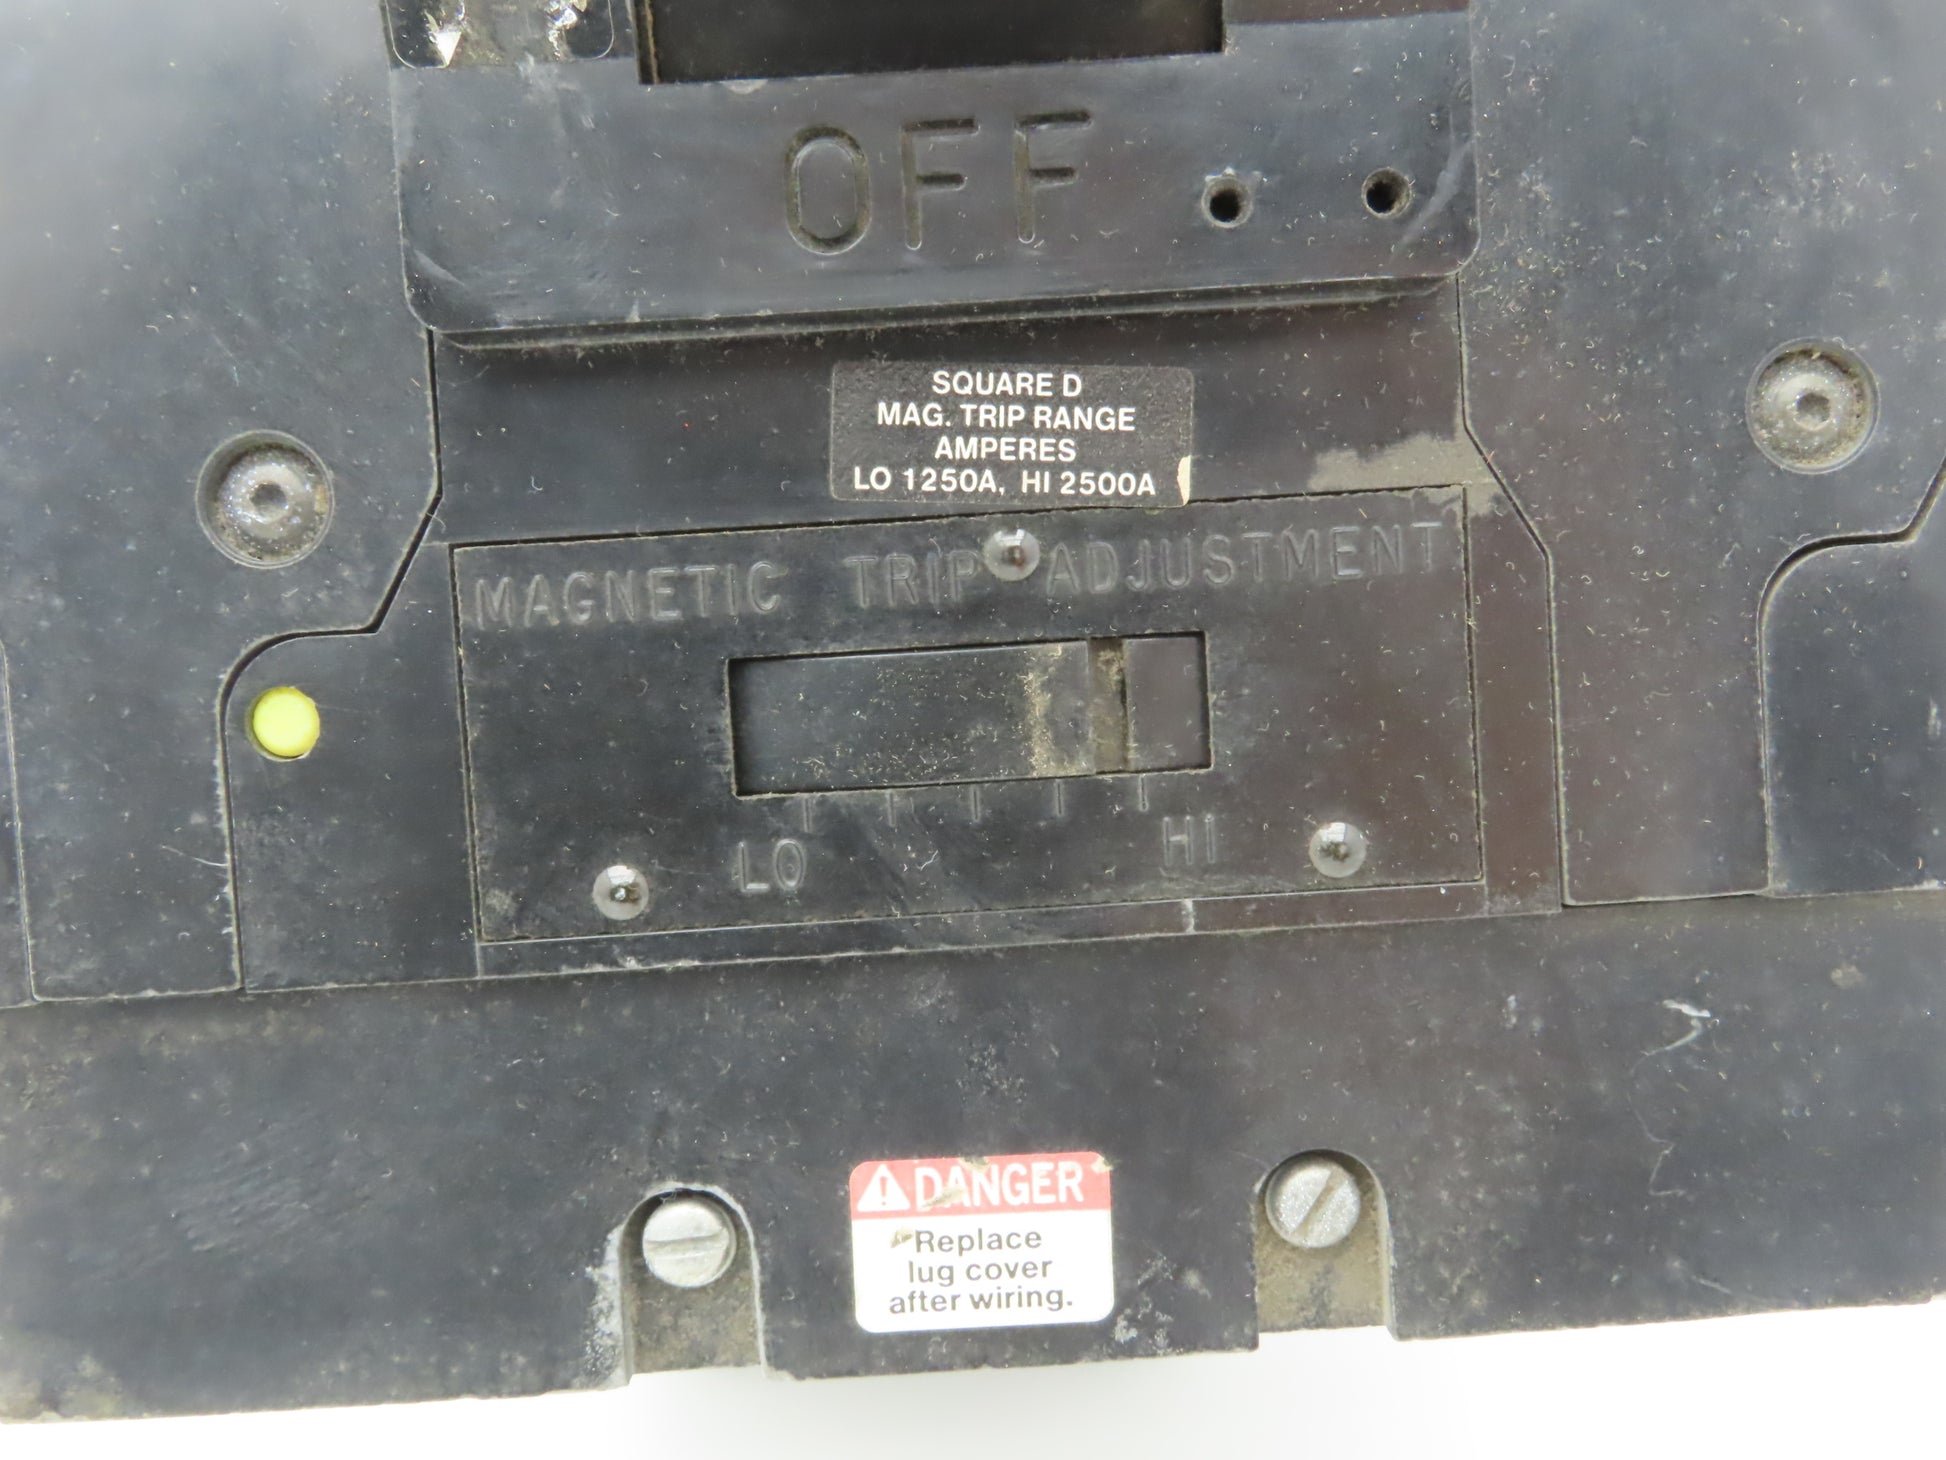 OFF
SQUARE D
MAG. TRIP RANGE
AMPERES
LO 1250A, HI 2500A
MAGNETIC TRIP ADJUSTMENT
LO HI
DANGER
Replace
lug cover
after wiring.